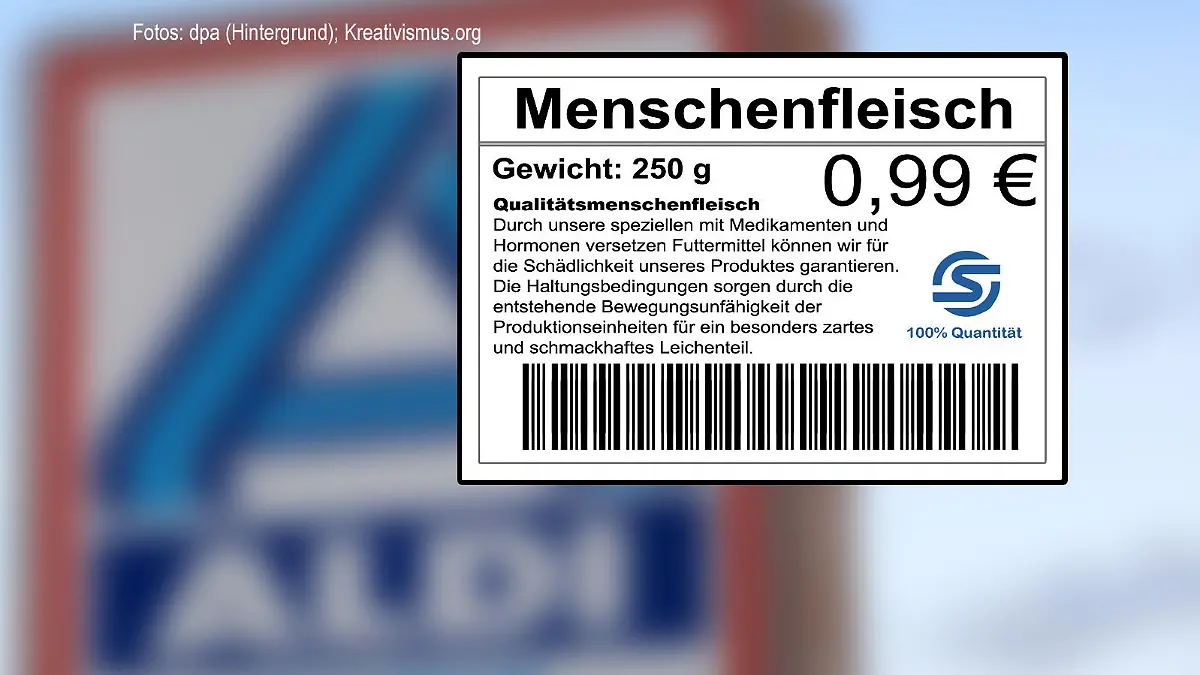 Fotos: dpa (Hintergrund); Kreativismus.org
Menschenfleisch
Gewicht: 250 g
0,99 €
Qualitätsmenschenfleisch
Durch unsere speziellen mit Medikamenten und
Hormonen versetzen Futtermittel können wir für
die Schädlichkeit unseres Produktes garantieren.
Die Haltungsbedingungen sorgen durch die
entstehende Bewegungsunfähigkeit der
Produktionseinheiten für ein besonders zartes
und schmackhaftes Leichenteil.
100% Quantität
ALDI